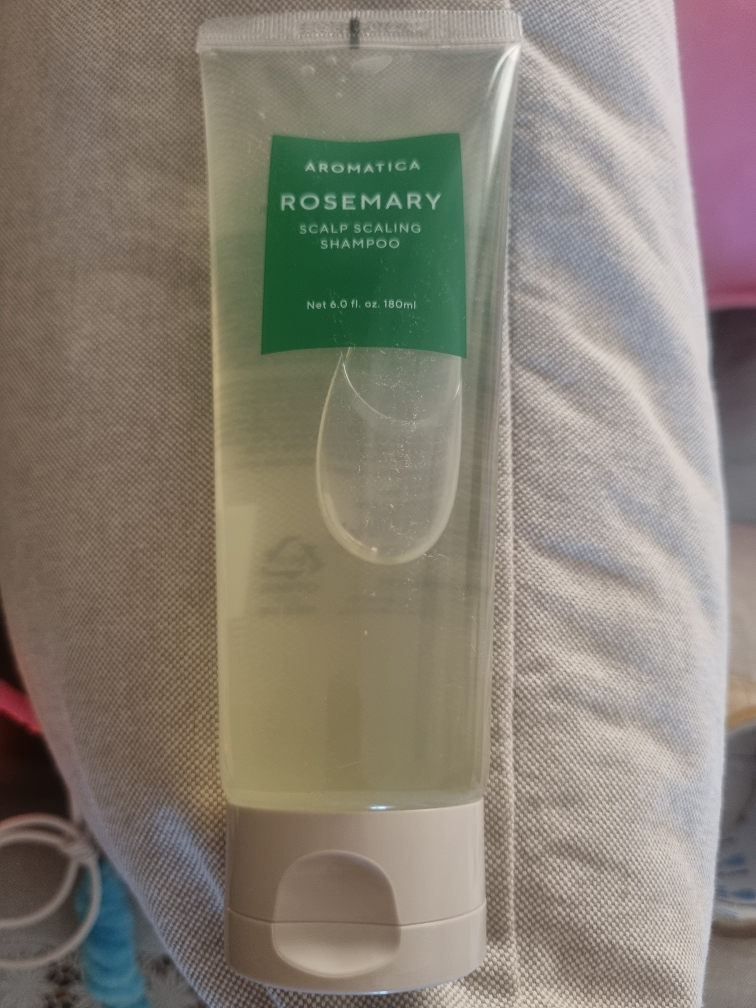 AROMATICA
ROSEMARY
SCALP SCALING
SHAMPOO
Net 6.0 fl. oz. 180ml